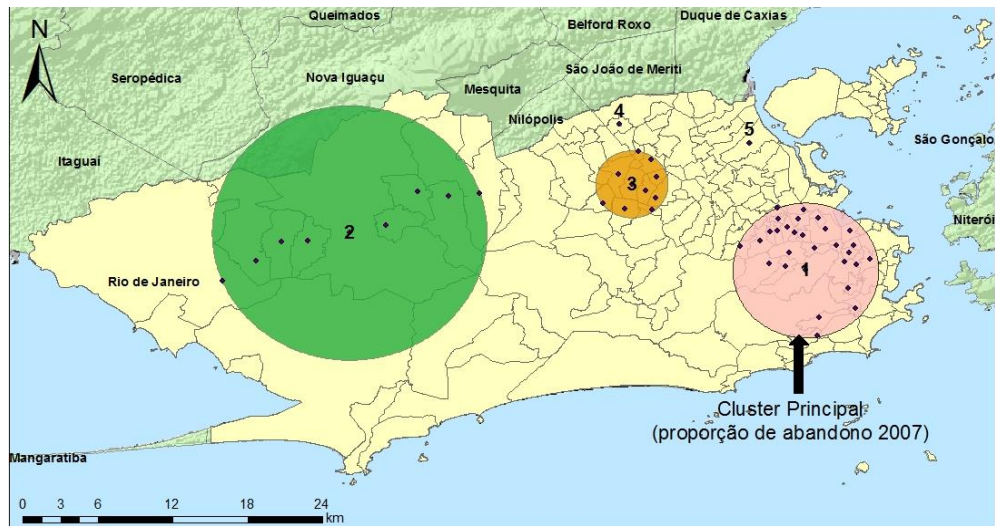 Queimados
Duque de Caxias
Belford Roxo
N
São João de Meriti
Seropédica
Nova Iguaçu
Mesquita
Nilópolis
4
5
São Gonçalo
Itaguaí
3
Niterói
2
1
Rio de Janeiro
Cluster Principal
(proporção de abandono 2007)
Mangaratiba
0 3 6 12 18 24
km